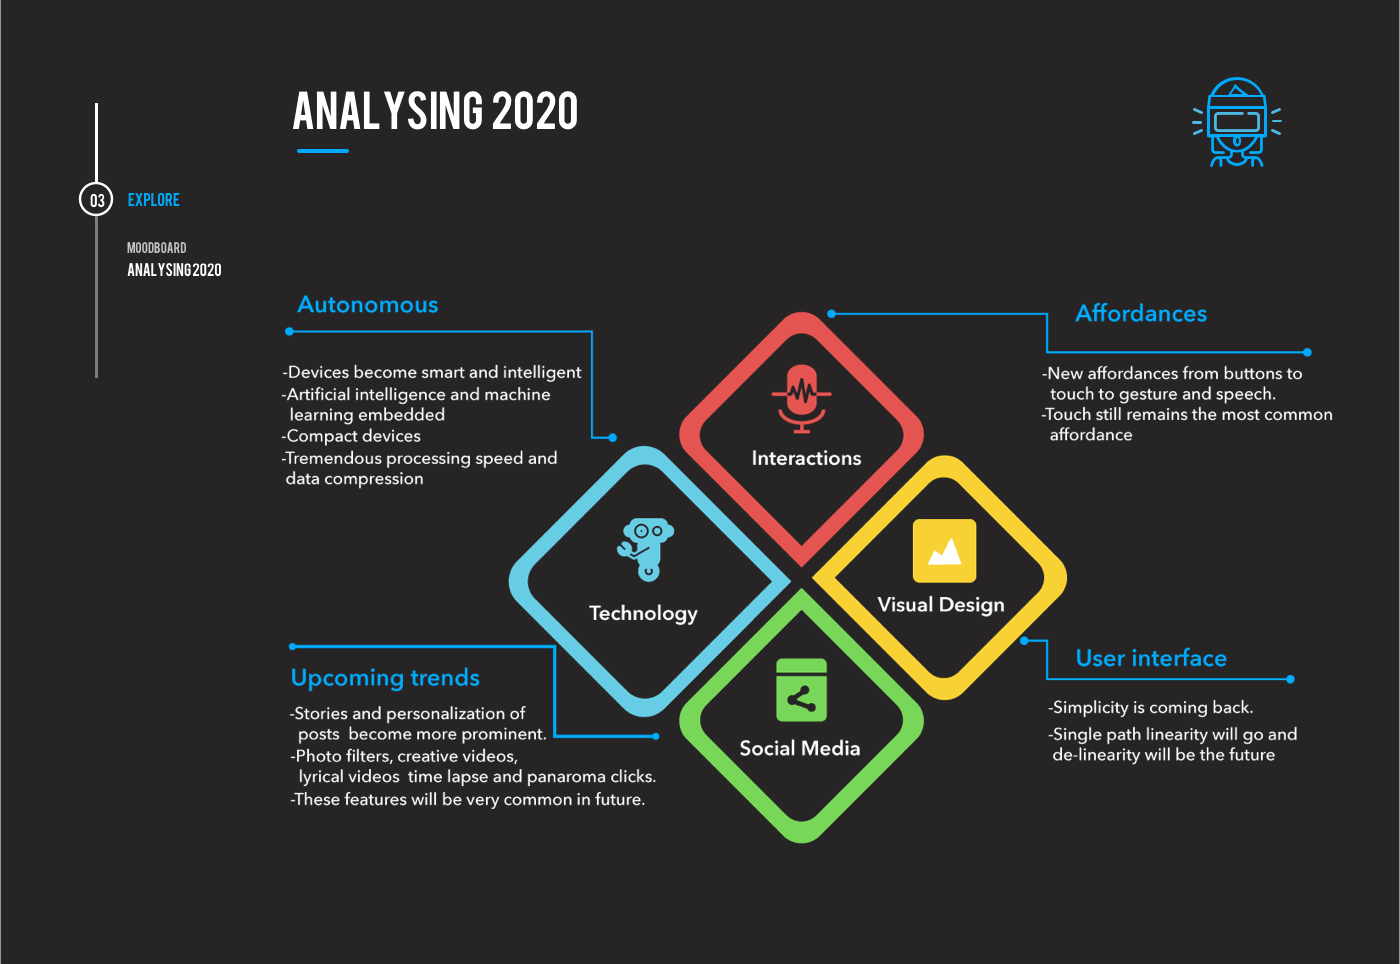 ANALYSING 2020
03
EXPLORE
MOODBOARD
ANALYSING2020
Autonomous
-Devices become smart and intelligent
-Artificial intelligence and machine
learning embedded
-Compact devices
-Tremendous processing speed and
data compression
Affordances
-New affordances from buttons to
touch to gesture and speech.
-Touch still remains the most common
affordance
Interactions
Technology
Visual Design
Social Media
Upcoming trends
-Stories and personalization of
posts become more prominent.
-Photo filters, creative videos,
lyrical videos time lapse and panaroma clicks.
-These features will be very common in future.
User interface
-Simplicity is coming back.
-Single path linearity will go and
de-linearity will be the future